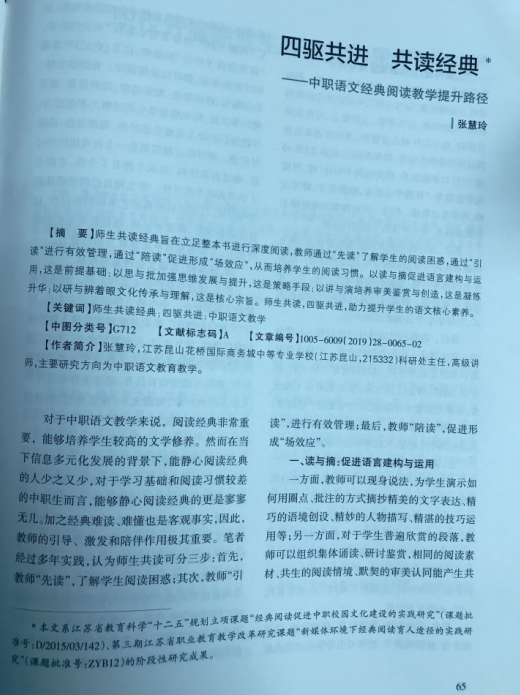 四驱共进 共读经典*
——中职语文经典阅读教学提升路径
张慧玲
【摘 要】师生共读经典旨在立足整本书进行深度阅读,教师通过“先读”了解学生的阅读困惑,通过“引
读”进行有效管理,通过“陪读”促进形成“场效应”,从而培养学生的阅读习惯。以读与摘促进语言建构与运
用,这是前提基础;以思与批加强思维发展与提升,这是策略手段;以讲与演培养审美鉴赏与创造,这是凝练
升华;以研与辨着眼文化传承与理解,这是核心宗旨。师生共读,四驱共进,助力提升学生的语文核心素养。
【关键词】师生共读经典;四驱共进;中职语文教学
【中图分类号】G712 【文献标志码】A 【文章编号】1005-6009(2019)28-0065-02
【作者简介】张慧玲,江苏昆山花桥国际商务城中等专业学校(江苏昆山,215332)科研处主任,高级讲
师,主要研究方向为中职语文教育教学。
对于中职语文教学来说,阅读经典非常重
要,能够培养学生较高的文学修养。然而在当
下信息多元化发展的背景下,能静心阅读经典
的人少之又少,对于学习基础和阅读习惯较差
的中职生而言,能够静心阅读经典的更是寥寥
无几。加之经典难读、难懂也是客观事实,因此,
教师的引导、激发和陪伴作用极其重要。笔者
经过多年实践,认为师生共读可分三步:首先,
教师“先读”,了解学生阅读困惑;其次,教师“引
读”,进行有效管理;最后,教师“陪读”,促进形
成“场效应”。
一、读与摘:促进语言建构与运用
一方面,教师可以现身说法,为学生演示如
何用圈点、批注的方式摘抄精美的文字表达、精
巧的语境创设、精妙的人物描写、精湛的技巧运
用等;另一方面,对于学生普遍欣赏的段落,教
师可以组织集体诵读、研讨鉴赏,相同的阅读素
材、共生的阅读情境、默契的审美认同能产生共
*本文系江苏省教育科学“十二五”规划立项课题“经典阅读促进中职校园文化建设的实践研究”(课题批
准号:D/2015/03/142)、第三期江苏省职业教育教学改革研究课题“新媒体环境下经典阅读育人途径的实践研
究”(课题批准号:ZYB12)的阶段性研究成果。
65